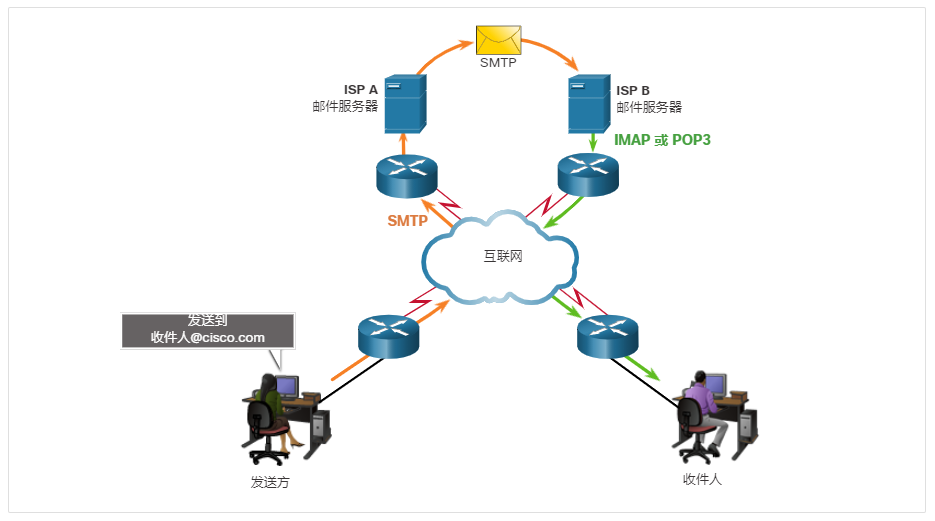 SMTP
ISP A
邮件服务器
ISP B
邮件服务器
IMAP 或 POP3
SMTP
互联网
发送到
收件人@cisco.com
发送方
收件人